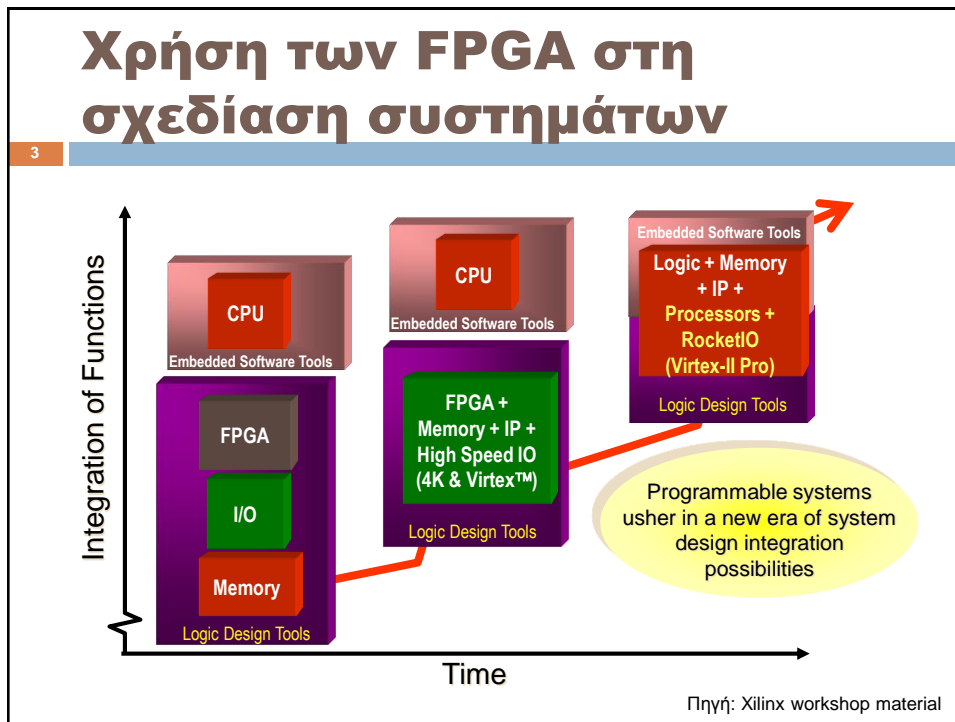 Χρήση των FPGA στη
σχεδίαση συστημάτων
3
Integration of Functions
CPU
Embedded Software Tools
FPGA
I/O
Memory
Logic Design Tools
CPU
Embedded Software Tools
FPGA +
Memory + IP +
High Speed IO
(4K & Virtex™)
Logic Design Tools
Embedded Software Tools
Logic + Memory
+ IP +
Processors +
RocketIO
(Virtex-II Pro)
Logic Design Tools
Programmable systems
usher in a new era of system
design integration
possibilities
Time
Πηγή: Xilinx workshop material